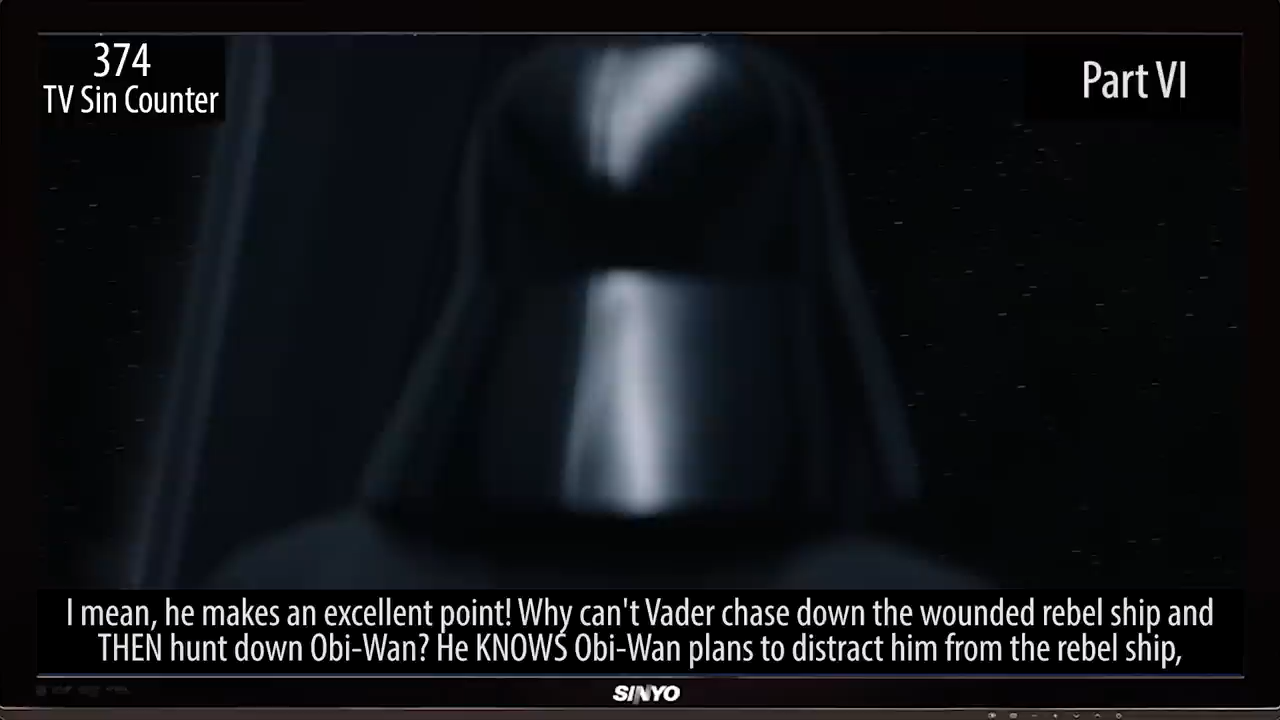 374
TV Sin Counter
Part VI
I mean, he makes an excellent point! Why can't Vader chase down the wounded rebel ship and
THEN hunt down Obi-Wan? He KNOWS Obi-Wan plans to distract him from the rebel ship,
SINYO